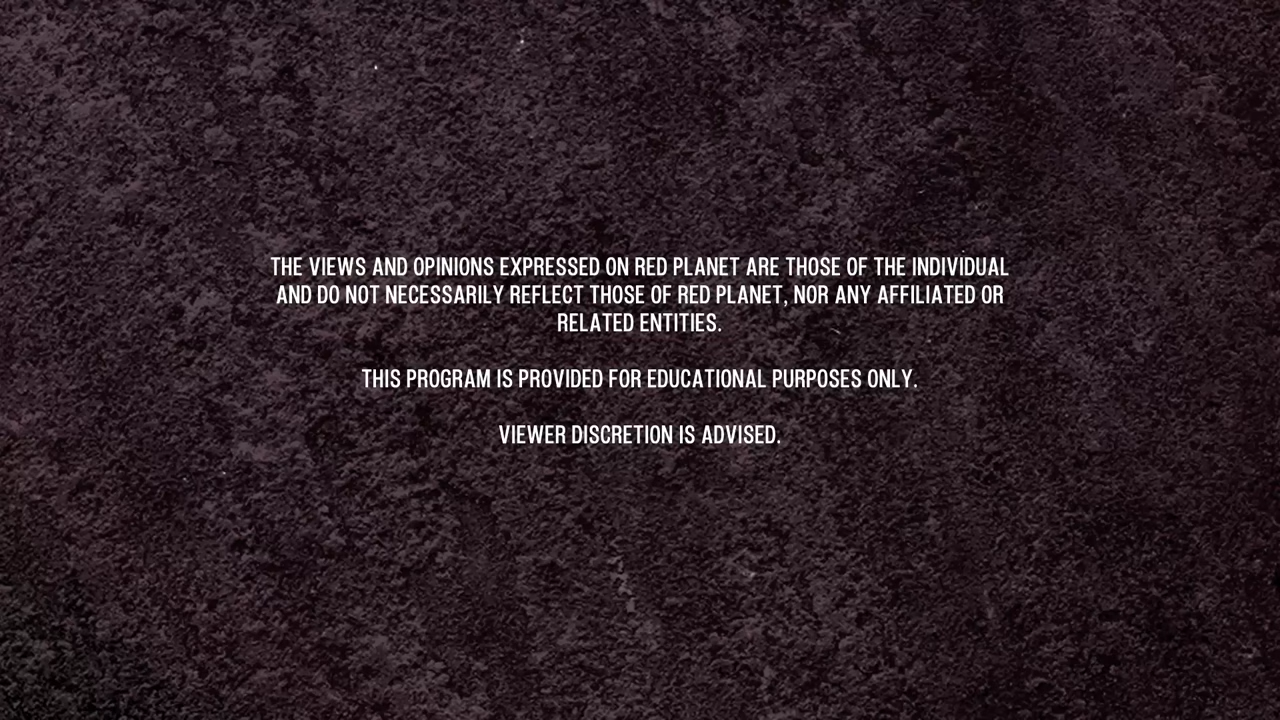 THE VIEWS AND OPINIONS EXPRESSED ON RED PLANET ARE THOSE OF THE INDIVIDUAL
AND DO NOT NECESSARILY REFLECT THOSE OF RED PLANET, NOR ANY AFFILIATED OR
RELATED ENTITIES.
THIS PROGRAM IS PROVIDED FOR EDUCATIONAL PURPOSES ONLY.
VIEWER DISCRETION IS ADVISED.